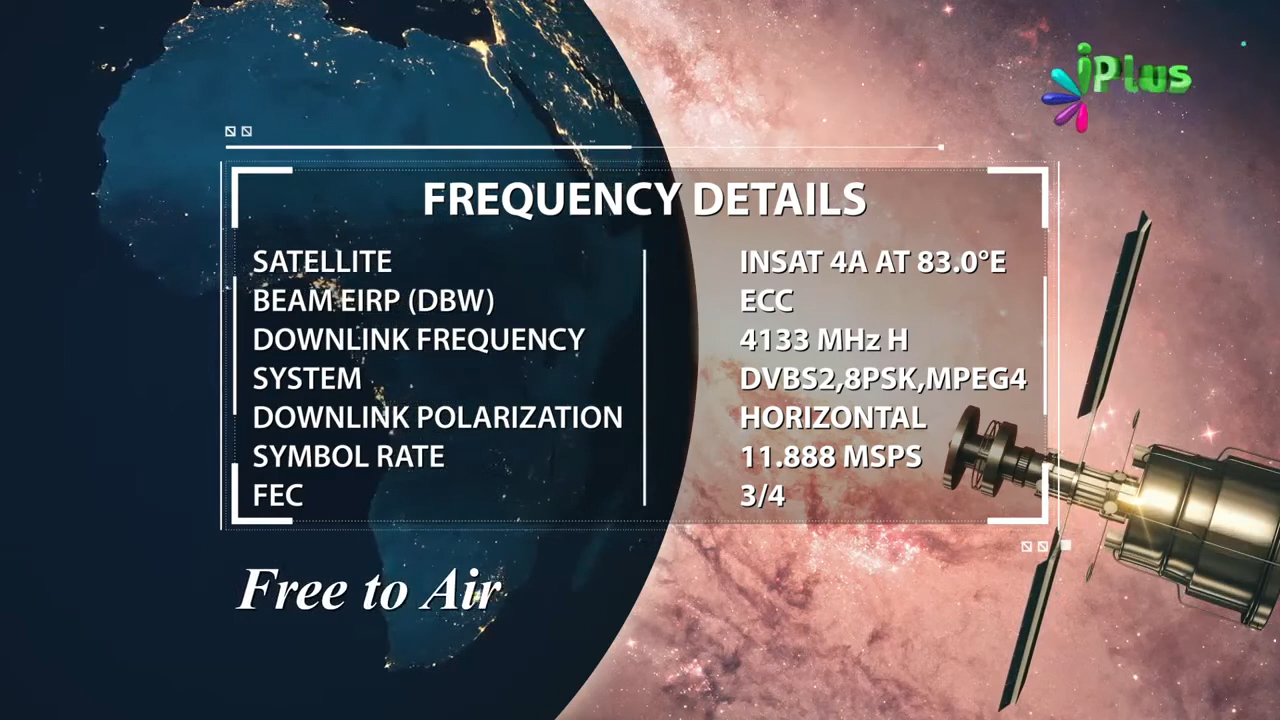 iPlus
FREQUENCY DETAILS
SATELLITE INSAT 4A AT 83.0°E
BEAM EIRP (DBW) ECC
DOWNLINK FREQUENCY 4133 MHz H
SYSTEM DVBS2,8PSK,MPEG4
DOWNLINK POLARIZATION HORIZONTAL
SYMBOL RATE 11.888 MSPS
FEC 3/4
Free to Air